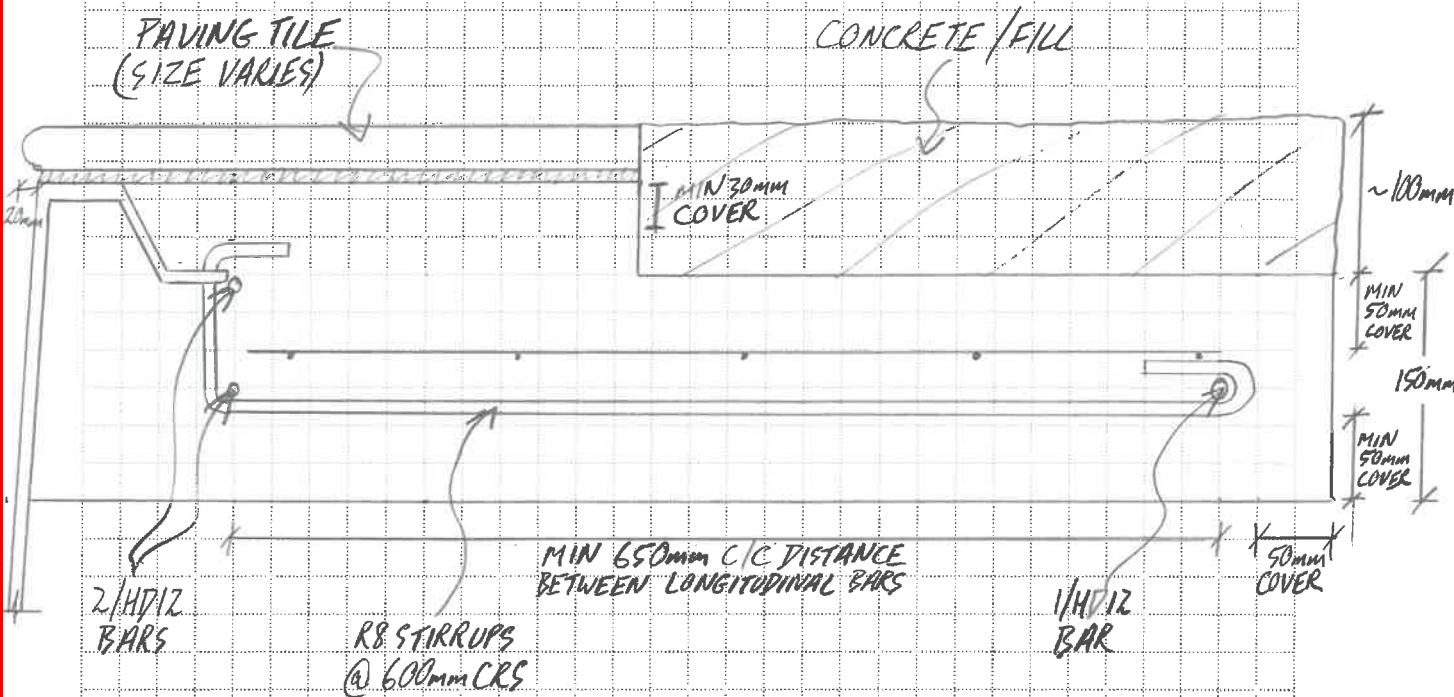 PAVING TILE
(SIZE VARIES)
CONCRETE / FILL
20mm
MIN 30mm
COVER
~100mm
MIN
50mm
COVER
150mm
MIN
50mm
COVER
MIN 650mm C/C DISTANCE
BETWEEN LONGITUDINAL BARS
50mm
COVER
2/HD12
BARS
R8 STIRRUPS
@ 600mm CRS
1/HD12
BAR